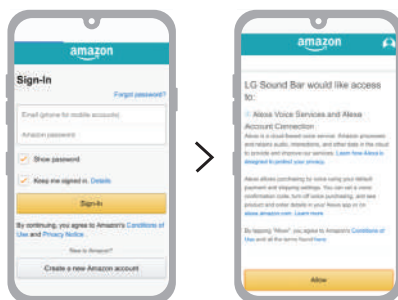 amazon
Sign-In
Forgot password?
Email (phone for mobile accounts)
Amazon password
Show password
Keep me signed in. Details
Sign-In
By continuing, you agree to Amazon's Conditions of
Use and Privacy Notice
New to Amazon?
Create a new Amazon account
amazon
LG Sound Bar would like access
to:
Alexa Voice Services and Alexa
Account Connection
Alexa is a cloud-based voice service. Amazon processes
and retains audio, interactions, and other data in the cloud
to provide and improve our services. Learn how Alexa is
designed to protect your privacy.
Alexa allows purchasing by voice using your default
payment and shipping settings. You can set a voice
confirmation code, turn off voice purchasing, and see
product and order details in your Alexa app or on
alexa.amazon.com. Learn more.
By tapping "Allow", you agree to Amazon's Conditions of
Use and all the terms found here.
Allow